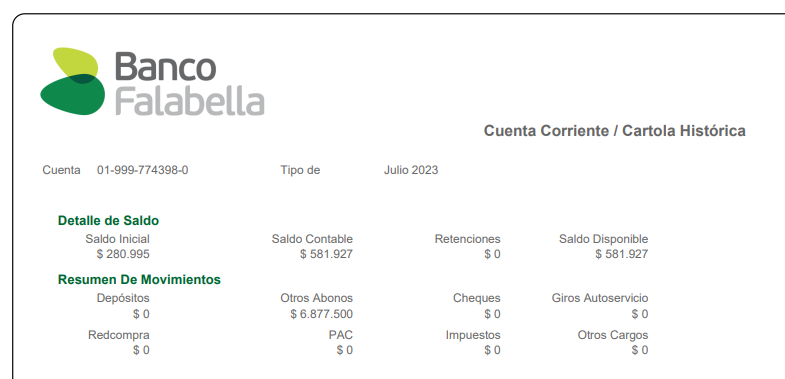 Banco
Falabella
Cuenta Corriente / Cartola Histórica
Cuenta 01-999-774398-0 Tipo de Julio 2023
Detalle de Saldo
Saldo Inicial Saldo Contable Retenciones Saldo Disponible
$ 280.995 $ 581.927 $ 0 $ 581.927
Resumen De Movimientos
Depósitos Otros Abonos Cheques Giros Autoservicio
$ 0 $ 6.877.500 $ 0 $ 0
Redcompra PAC Impuestos Otros Cargos
$ 0 $ 0 $ 0 $ 0